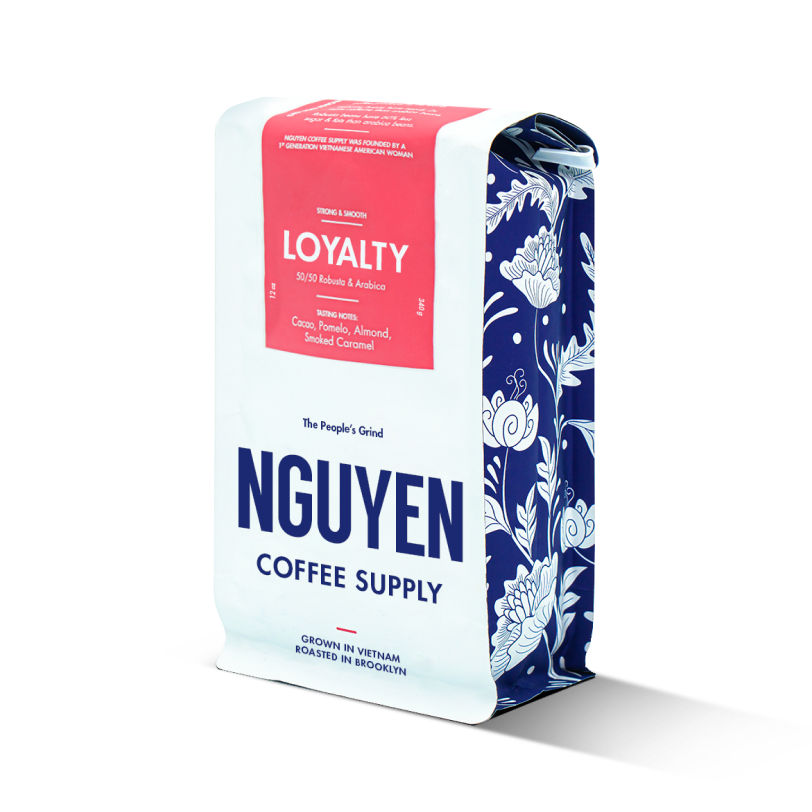 Robusta beans have 60% less
sugar & fats than arabica beans.
NGUYEN COFFEE SUPPLY WAS FOUNDED BY A
1ST GENERATION VIETNAMESE AMERICAN WOMAN
STRONG & SMOOTH
LOYALTY
50/50 Robusta & Arabica
12 oz
340 g
TASTING NOTES:
Cacao, Pomelo, Almond,
Smoked Caramel
The People's Grind
NGUYEN
COFFEE SUPPLY
GROWN IN VIETNAM
ROASTED IN BROOKLYN